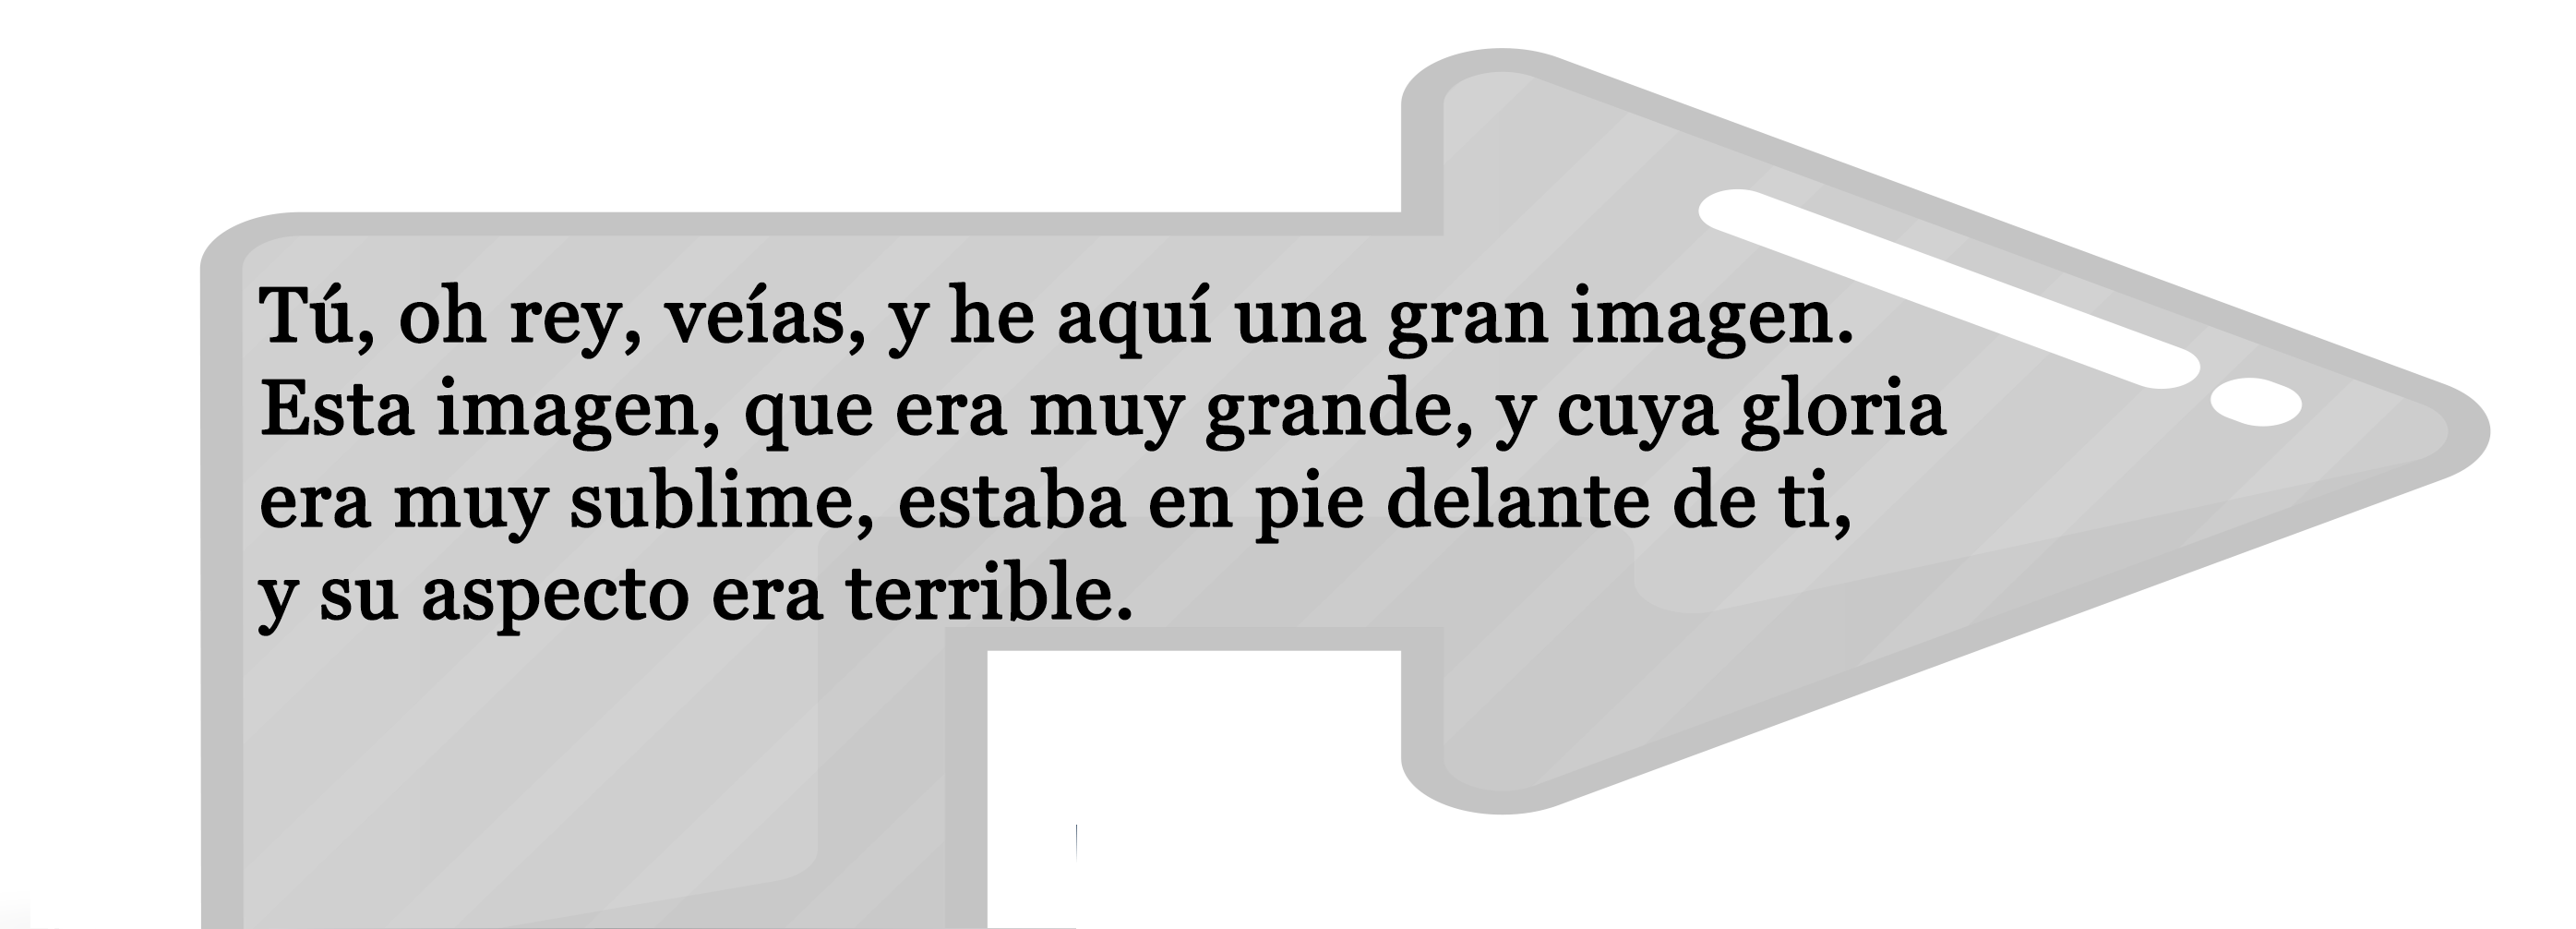 Tú, oh rey, veías, y he aquí una gran imagen.
Esta imagen, que era muy grande, y cuya gloria
era muy sublime, estaba en pie delante de ti,
y su aspecto era terrible.